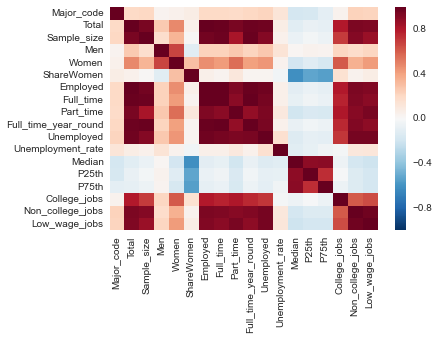 Major_code
Total
Sample_size
Men
Women
ShareWomen
Employed
Full_time
Part_time
Full_time_year_round
Unemployed
Unemployment_rate
Median
P25th
P75th
College_jobs
Non_college_jobs
Low_wage_jobs
Major_code
Total
Sample_size
Men
Women
ShareWomen
Employed
Full_time
Part_time
Full_time_year_round
Unemployed
Unemployment_rate
Median
P25th
P75th
College_jobs
Non_college_jobs
Low_wage_jobs
0.8
0.4
0.0
-0.4
-0.8